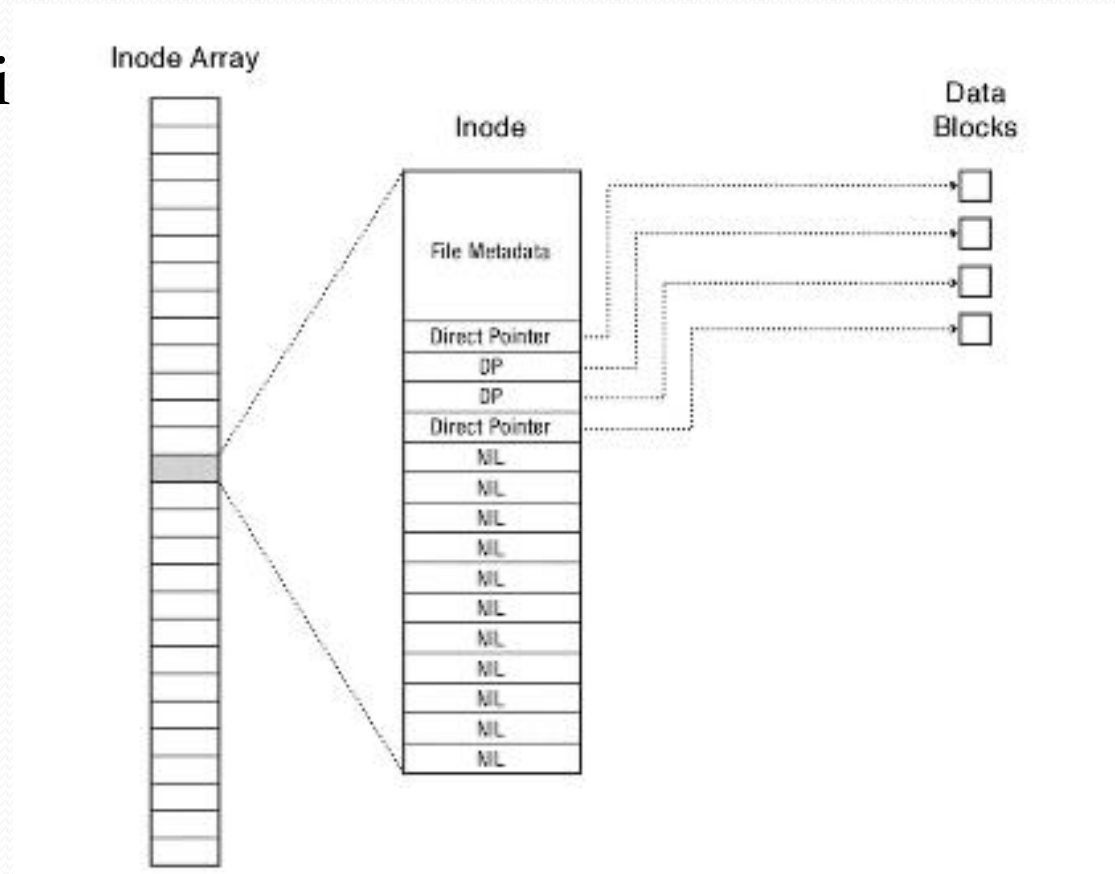 i
Inode Array
Inode
Data
Blocks
File Metadata
Direct Pointer
DP
DP
Direct Pointer
NIL
NIL
NIL
NIL
NIL
NIL
NIL
NIL
NIL
NIL
NIL